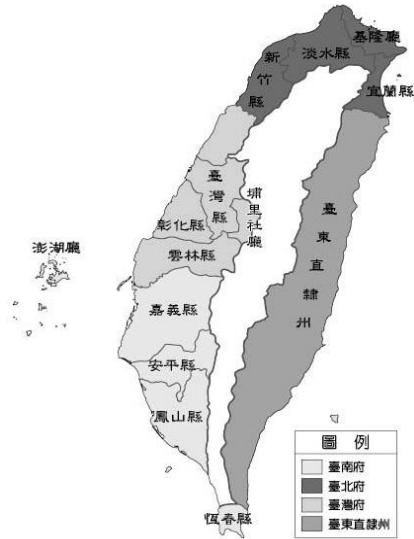 基隆廳
淡水縣
新竹縣
宜蘭縣
臺灣縣
埔里社廳
彰化縣
雲林縣
臺東直隸州
澎湖廳
嘉義縣
安平縣
鳳山縣
恆春縣
圖 例
臺南府
臺北府
臺灣府
臺東直隸州